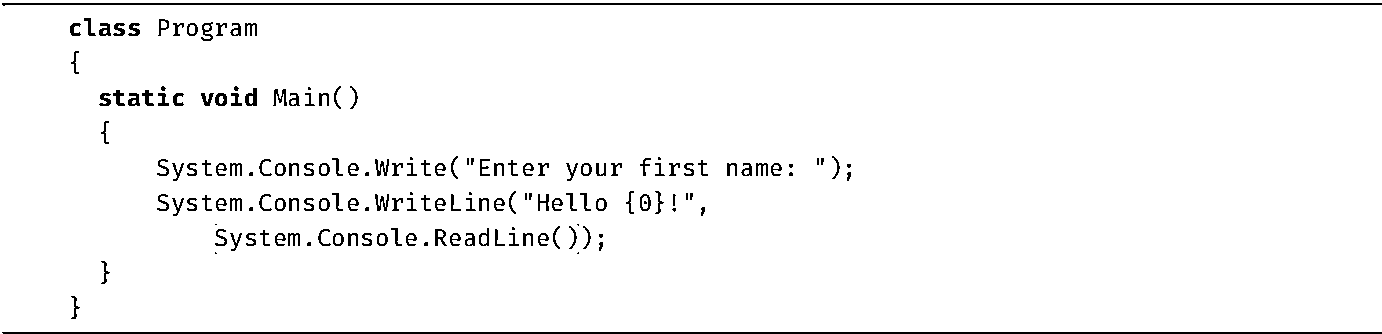 class Program
{
  static void Main()
  {
      System.Console.Write("Enter your first name: ");
      System.Console.WriteLine("Hello {0}!",
          System.Console.ReadLine());
  }
}